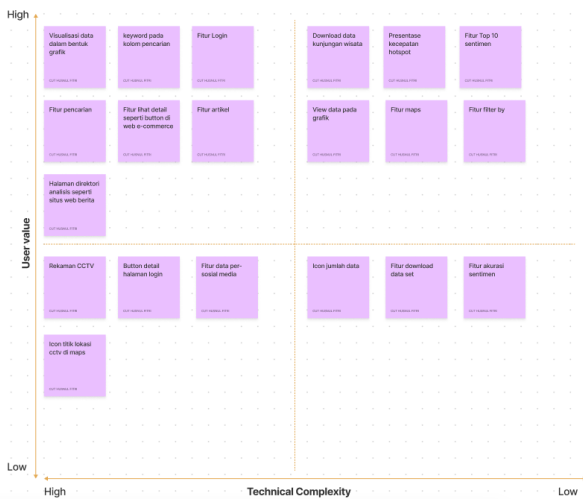 High
Visualisasi data
dalam bentuk
grafik
keyword pada
kolom pencarian
Fitur Login
Download data
kunjungan wisata
Presentase
kecepatan
hotspot
Fitur Top 10
sentimen
Fitur pencarian
Fitur lihat detail
seperti button di
web e-commerce
Fitur artikel
View data pada
grafik
Fitur maps
Fitur filter by
Halaman direktori
analisis seperti
situs web berita
User value
Rekaman CCTV
Button detail
halaman login
Fitur data per-
sosial media
Icon jumlah data
Fitur download
data set
Fitur akurasi
sentimen
Icon titik lokasi
cctv di maps
Low
High
Technical Complexity
Low